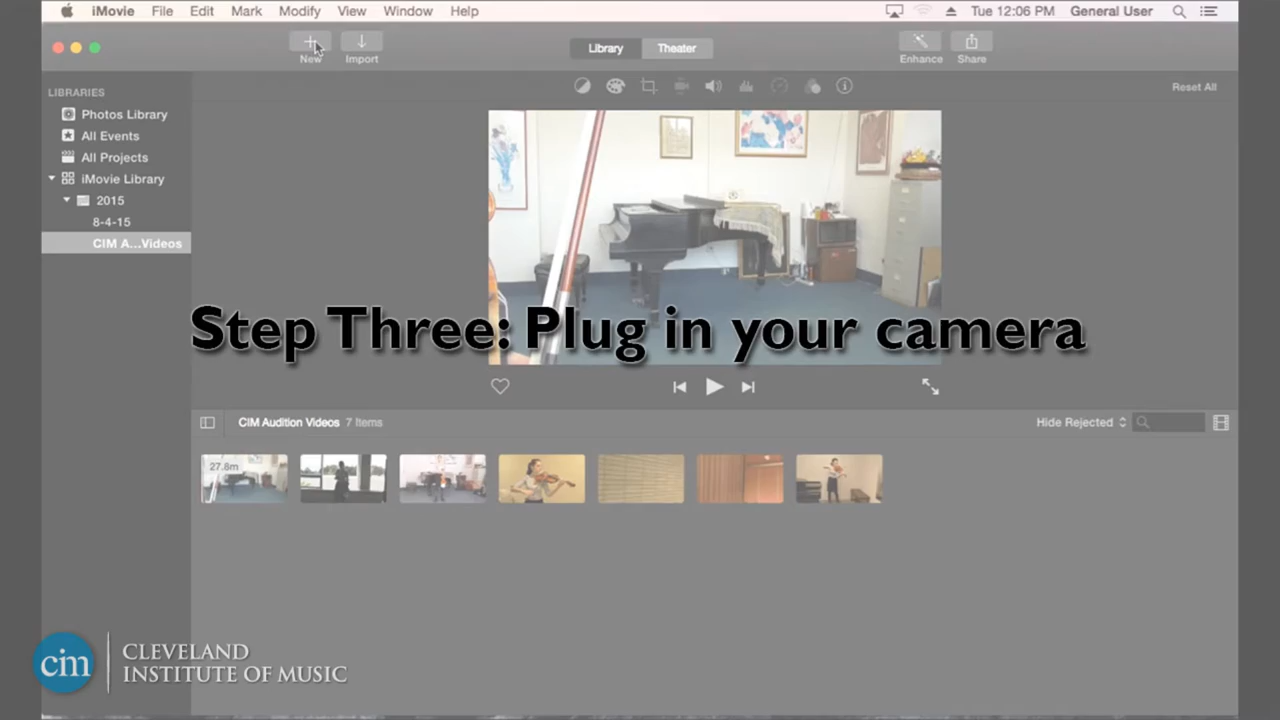 iMovie File Edit Mark Modify View Window Help Tue 12:06 PM General User
New Import Library Theater Enhance Share
LIBRARIES
Reset All
Photos Library
All Events
All Projects
iMovie Library
2015
8-4-15
CIM A...Videos
Step Three: Plug in your camera
CIM Audition Videos 7 Items Hide Rejected
27.8m
cim
CLEVELAND
INSTITUTE OF MUSIC